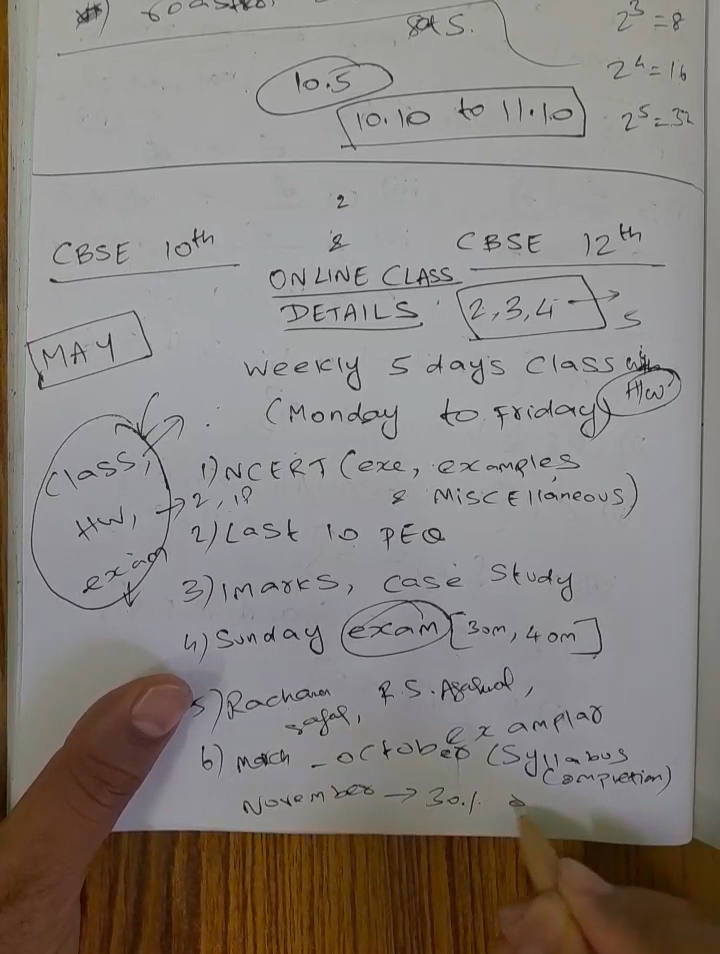 2³ = 8
sat S.
2⁴ = 16
10.5
10.10 to 11.10
2⁵ = 32
2
&
CBSE 10th
CBSE 12th
ONLINE CLASS
DETAILS
2,3,4 → 5
MAY
Weekly 5 days Class
HW
(Monday to Friday)
Class,
HW, → 2, 1
exam
1) NCERT (exe, examples
& Miscellaneous)
2) Last 10 PEQ
3) 1 marks, case study
4) Sunday exam [30m, 40m]
5) Rachana sagar, R.S. Agarwal,
examplar
6) March - October (Syllabus
Completion)
November → 30%